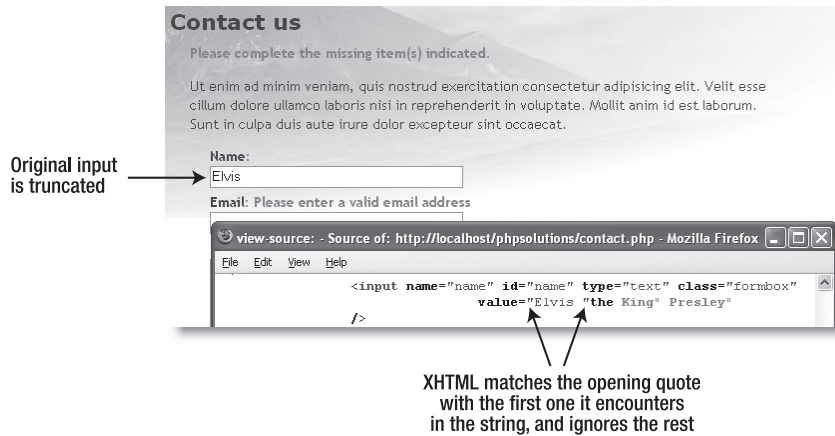 Contact us
Please complete the missing item(s) indicated.
Ut enim ad minim veniam, quis nostrud exercitation consectetur adipisicing elit. Velit esse
cillum dolore ullamco laboris nisi in reprehenderit in voluptate. Mollit anim id est laborum.
Sunt in culpa duis aute irure dolor excepteur sint occaecat.
Name:
Original input
is truncated
Elvis
Email: Please enter a valid email address
view-source: - Source of: http://localhost/phpsolutions/contact.php - Mozilla Firefox
File Edit View Help
<input name="name" id="name" type="text" class="formbox"
value="Elvis "the King" Presley"
/>
XHTML matches the opening quote
with the first one it encounters
in the string, and ignores the rest